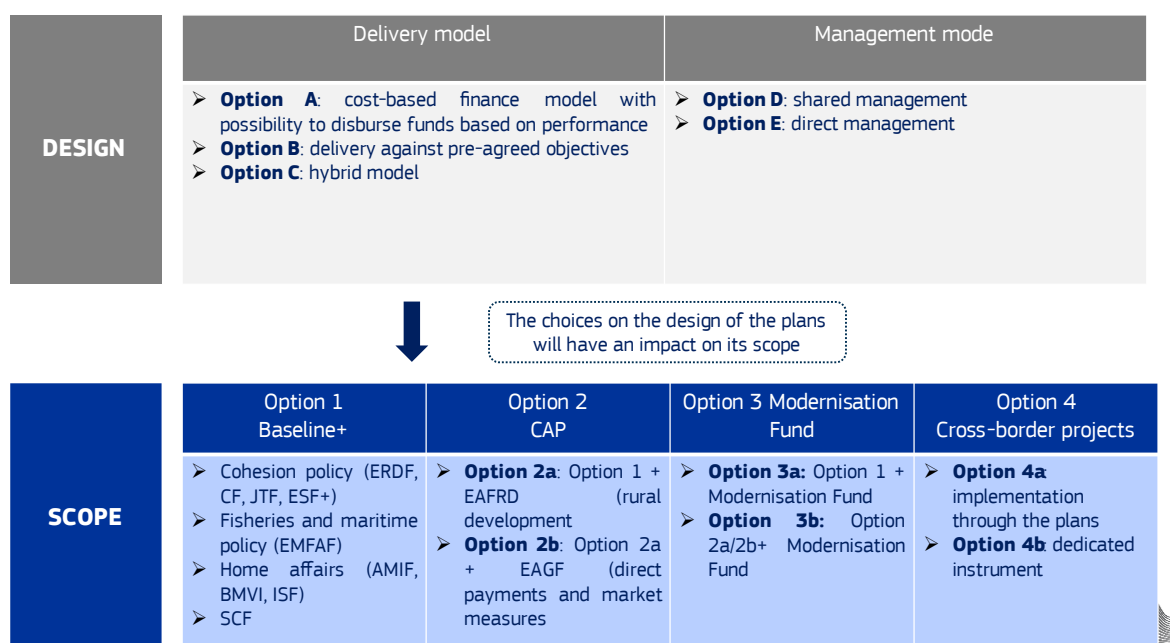 DESIGN
Delivery model
Management mode
➢ Option A: cost-based finance model with
possibility to disburse funds based on performance
➢ Option B: delivery against pre-agreed objectives
➢ Option C: hybrid model
➢ Option D: shared management
➢ Option E: direct management
The choices on the design of the plans
will have an impact on its scope
SCOPE
Option 1
Baseline+
Option 2
CAP
Option 3 Modernisation
Fund
Option 4
Cross-border projects
➢ Cohesion policy (ERDF,
CF, JTF, ESF+)
➢ Fisheries and maritime
policy (EMFAF)
➢ Home affairs (AMIF,
BMVI, ISF)
➢ SCF
➢ Option 2a: Option 1 +
EAFRD (rural
development
➢ Option 2b: Option 2a
+ EAGF (direct
payments and market
measures
➢ Option 3a: Option 1 +
Modernisation Fund
➢ Option 3b: Option
2a/2b+ Modernisation
Fund
➢ Option 4a:
implementation
through the plans
➢ Option 4b: dedicated
instrument